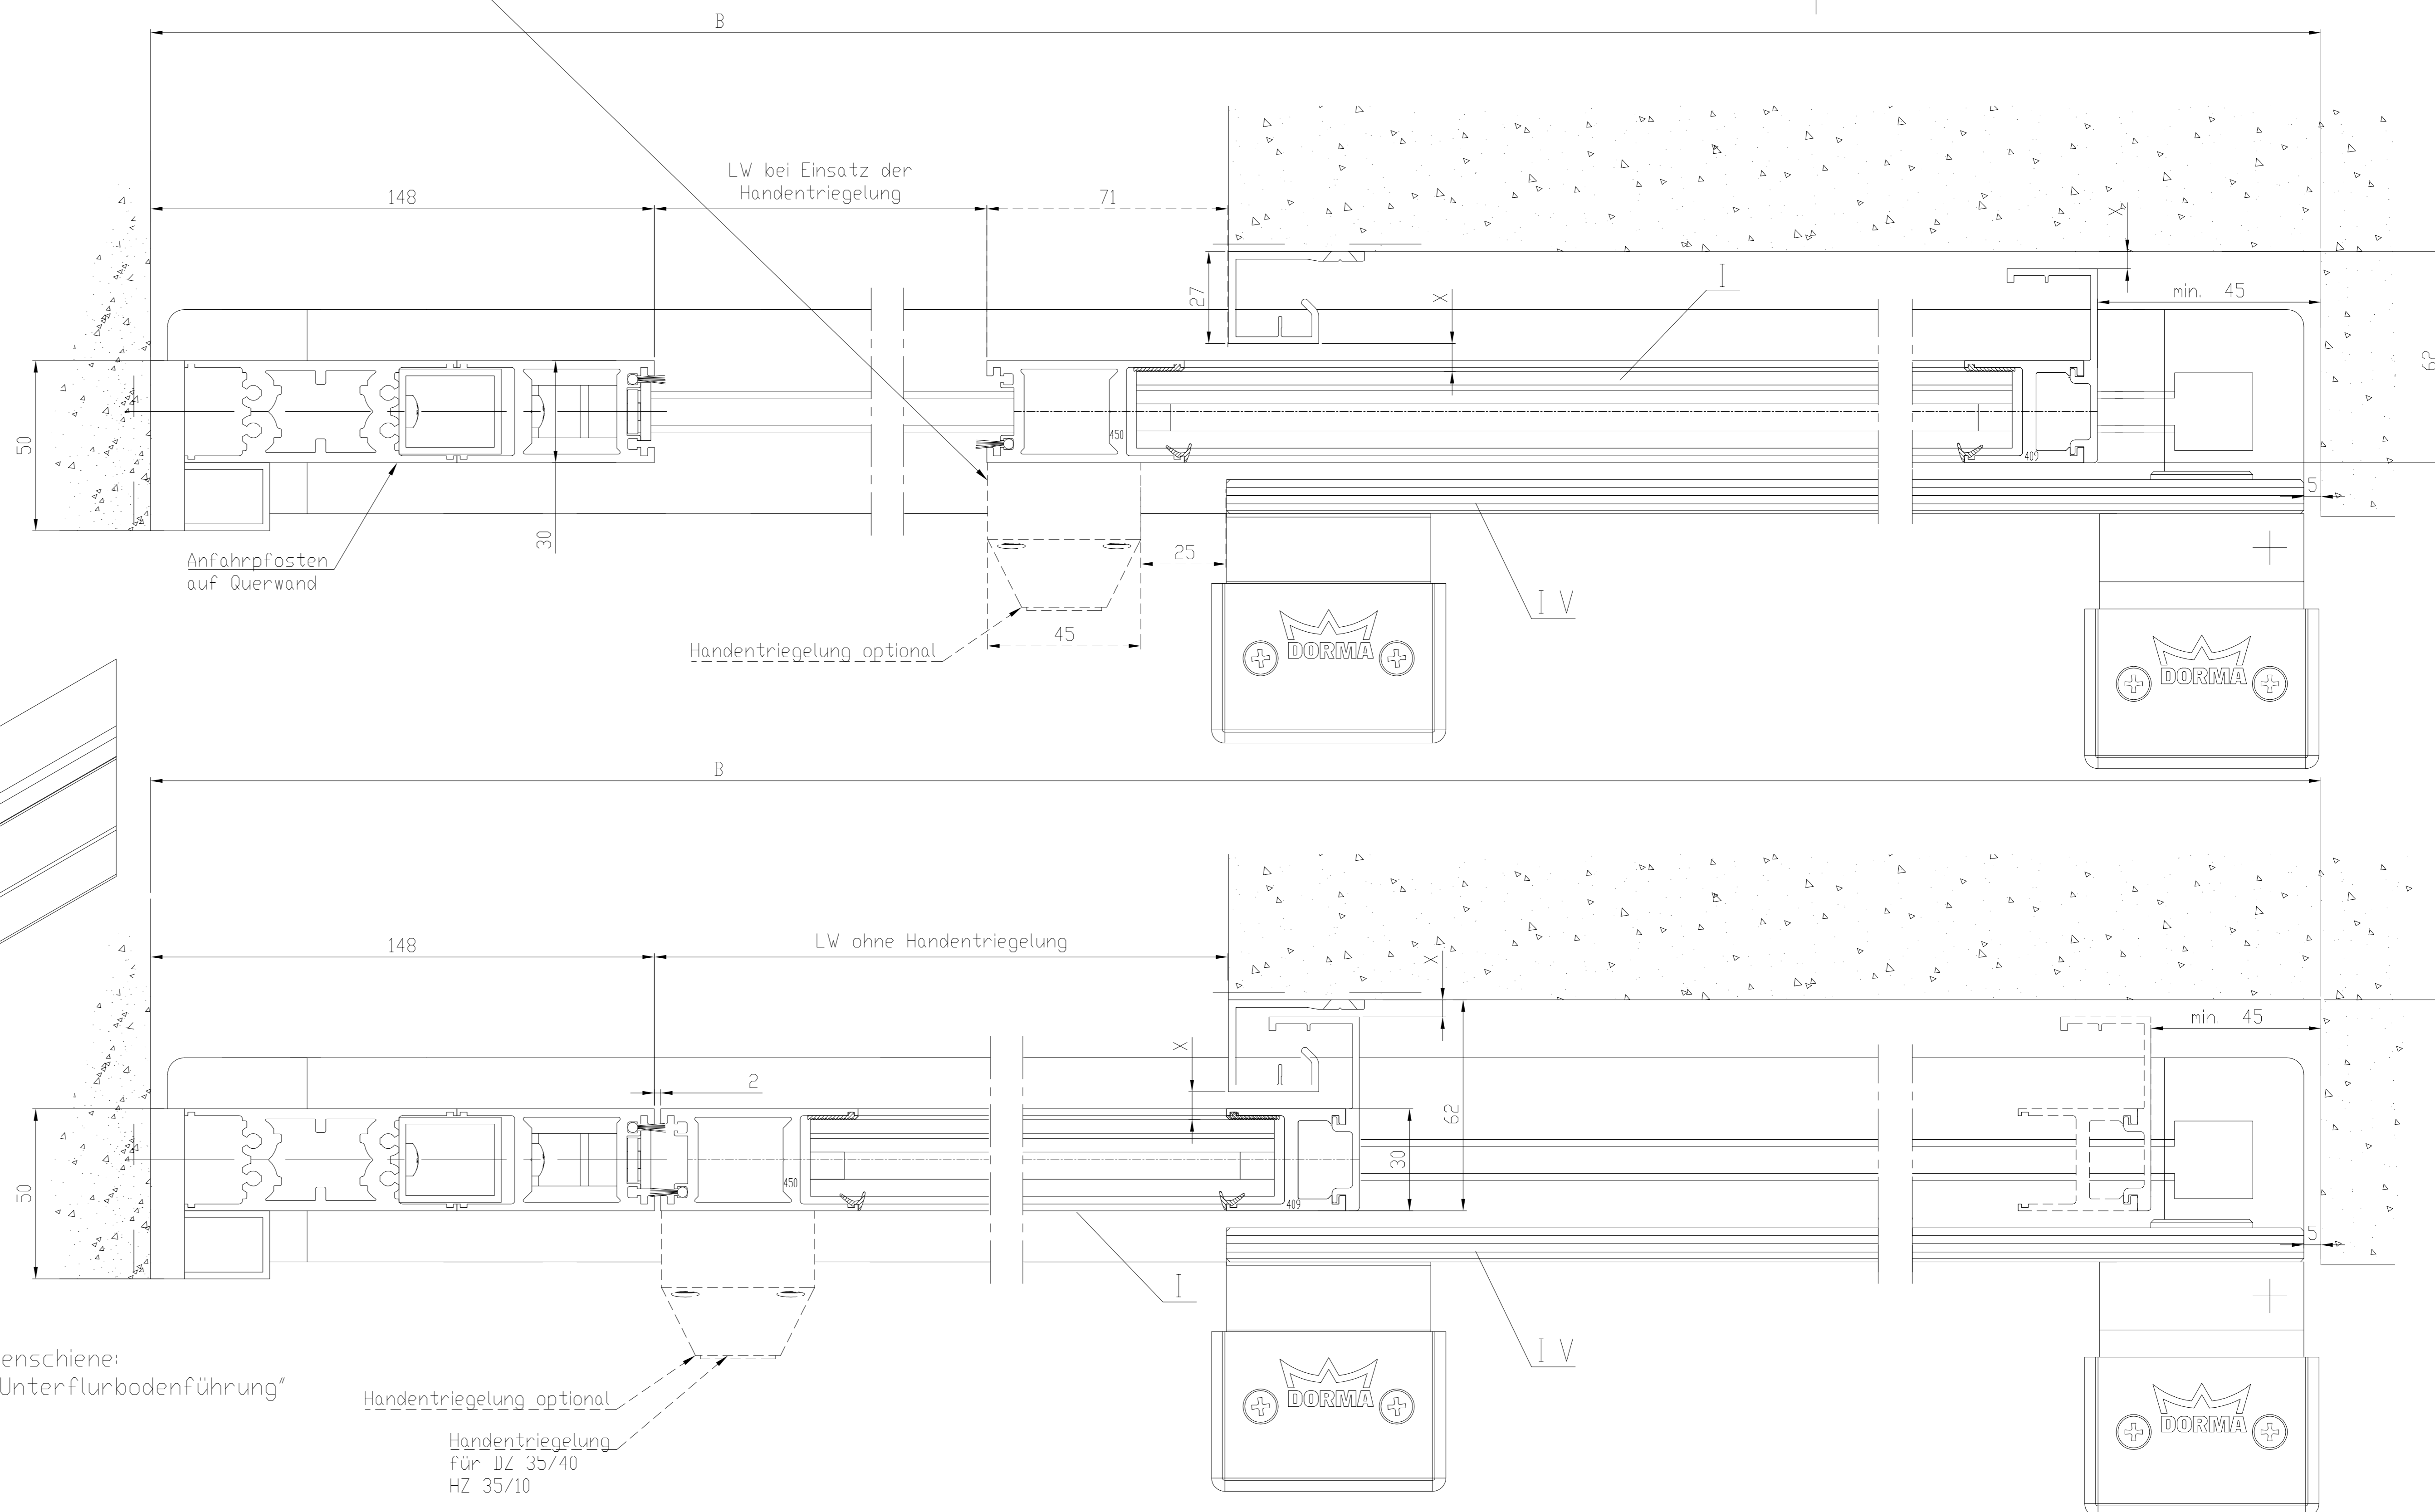 B
LW bei Einsatz der
Handentriegelung
148
71
X
27
X
I
min. 45
62
50
450
409
5
30
25
Anfahrpfosten
auf Querwand
I V
Handentriegelung optional
45
DORMA
DORMA
B
148
LW ohne Handentriegelung
X
min. 45
X
2
62
30
50
450
409
5
I
I V
enschiene:
Unterflurbodenführung"
Handentriegelung optional
Handentriegelung
für DZ 35/40
HZ 35/10
DORMA
DORMA